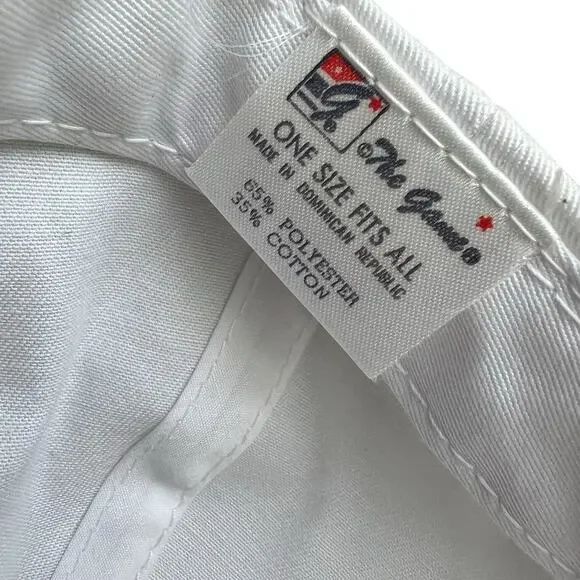 G®
©The Game®
ONE SIZE FITS ALL
MADE IN DOMINICAN REPUBLIC
65% POLYESTER
35% COTTON